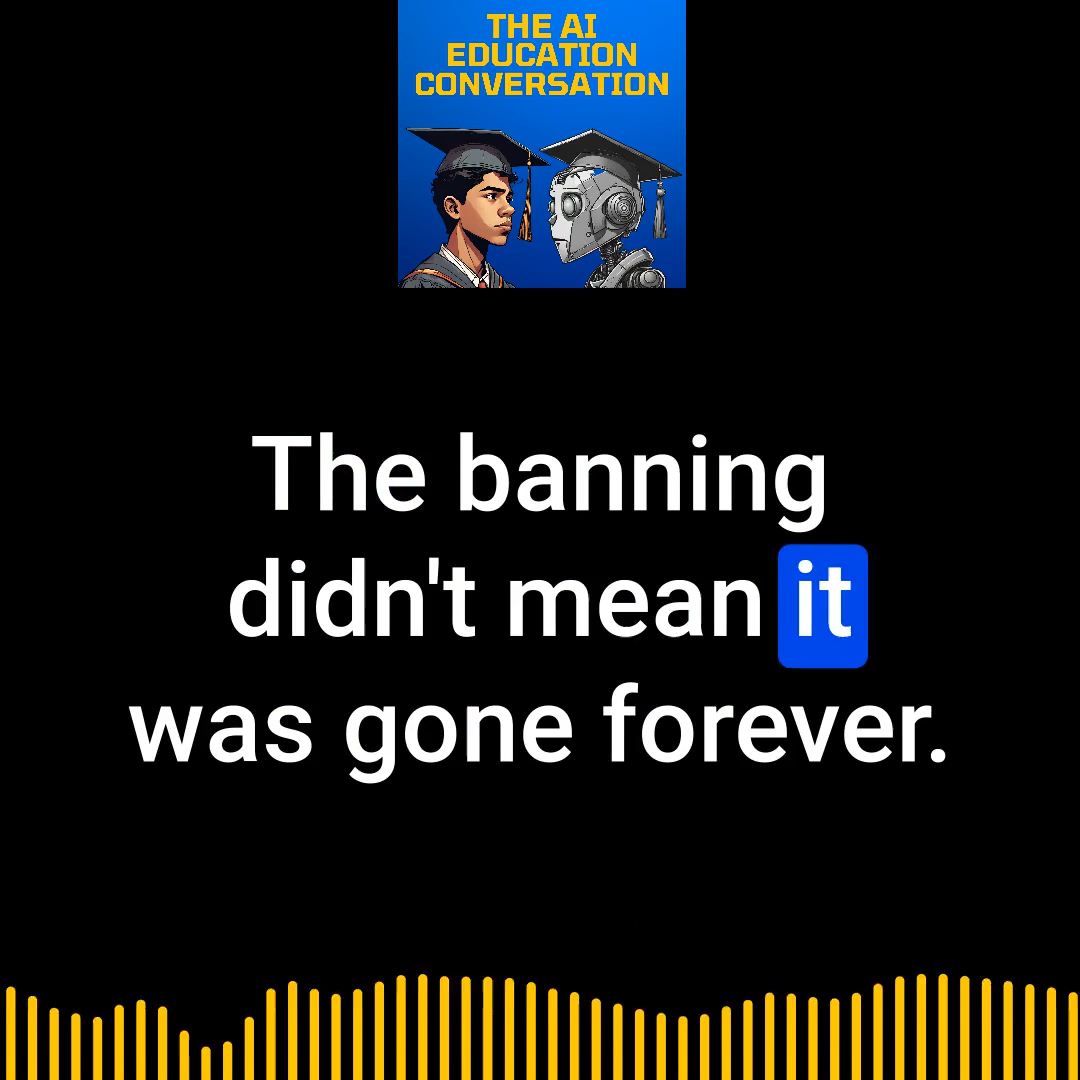 THE AI
EDUCATION
CONVERSATION
The banning
didn't mean it
was gone forever.